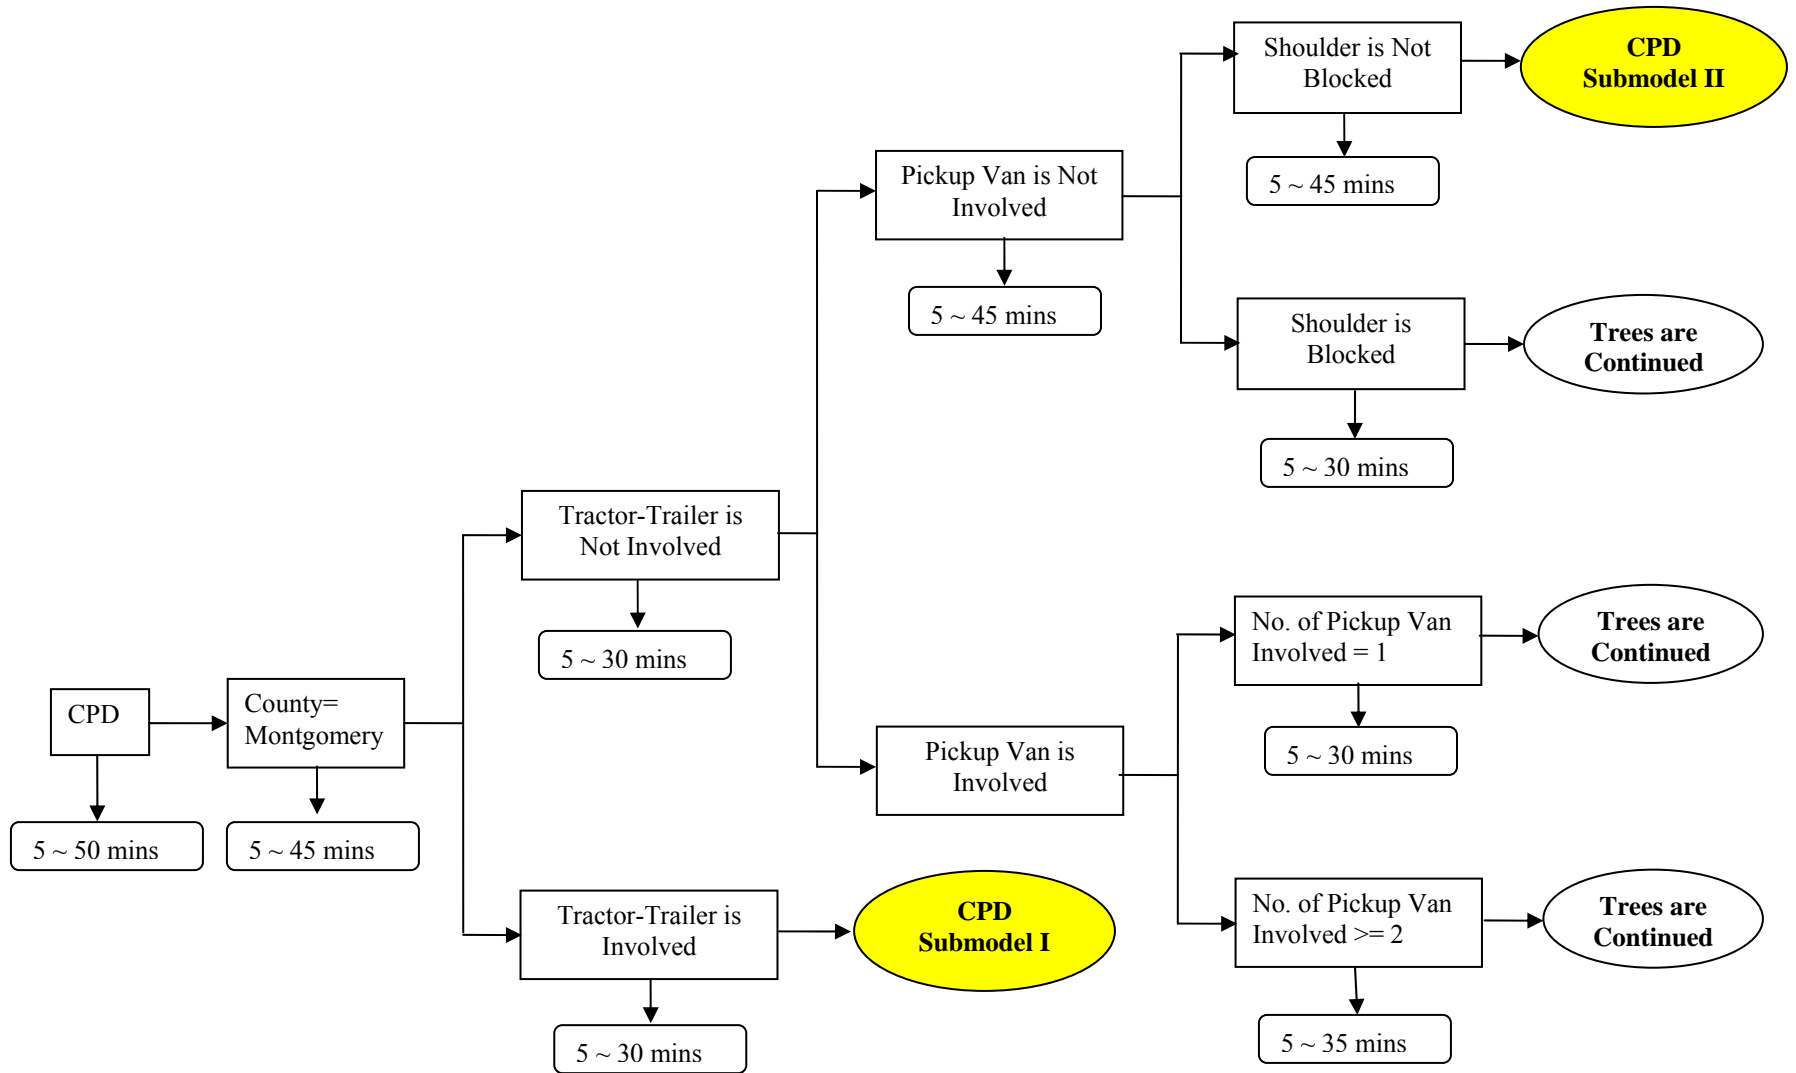 Shoulder is Not
Blocked
CPD
Submodel II
5 ~ 45 mins
Pickup Van is Not
Involved
5 ~ 45 mins
Shoulder is
Blocked
Trees are
Continued
5 ~ 30 mins
Tractor-Trailer is
Not Involved
5 ~ 30 mins
No. of Pickup Van
Involved = 1
Trees are
Continued
5 ~ 30 mins
CPD
5 ~ 50 mins
County=
Montgomery
5 ~ 45 mins
Pickup Van is
Involved
Tractor-Trailer is
Involved
CPD
Submodel I
5 ~ 30 mins
No. of Pickup Van
Involved >= 2
Trees are
Continued
5 ~ 35 mins